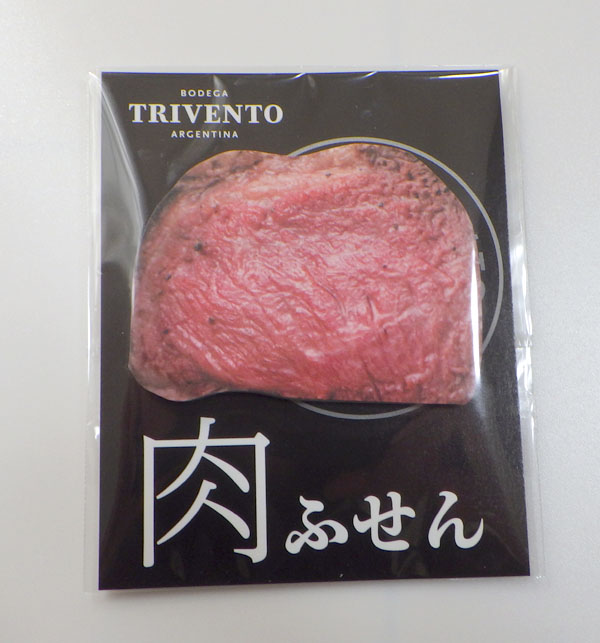 BODEGA
TRIVENTO
ARGENTINA
肉ふせん